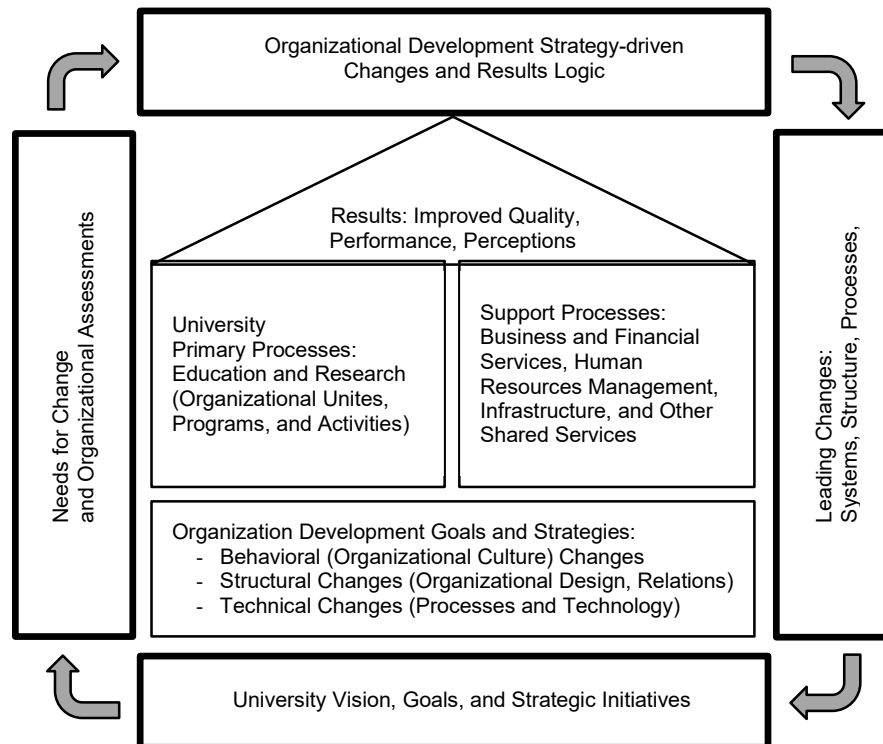 Organizational Development Strategy-driven
Changes and Results Logic
Needs for Change
and Organizational Assessments
Results: Improved Quality,
Performance, Perceptions
University
Primary Processes:
Education and Research
(Organizational Unites,
Programs, and Activities)
Support Processes:
Business and Financial
Services, Human
Resources Management,
Infrastructure, and Other
Shared Services
Leading Changes:
Systems, Structure, Processes,
Organization Development Goals and Strategies:
- Behavioral (Organizational Culture) Changes
- Structural Changes (Organizational Design, Relations)
- Technical Changes (Processes and Technology)
University Vision, Goals, and Strategic Initiatives